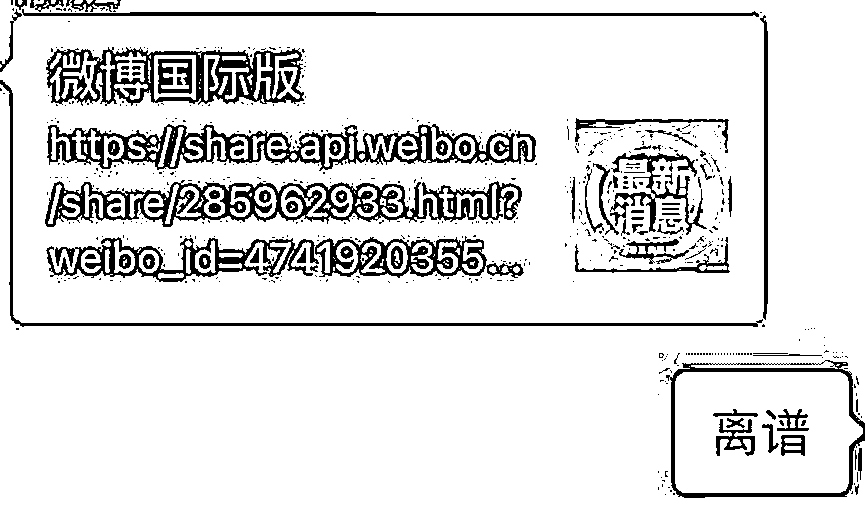 微博国际版
https://share.api.weibo.cn
/share/285962933.html?
weibo_id=4741920355...
最新
消息
离谱